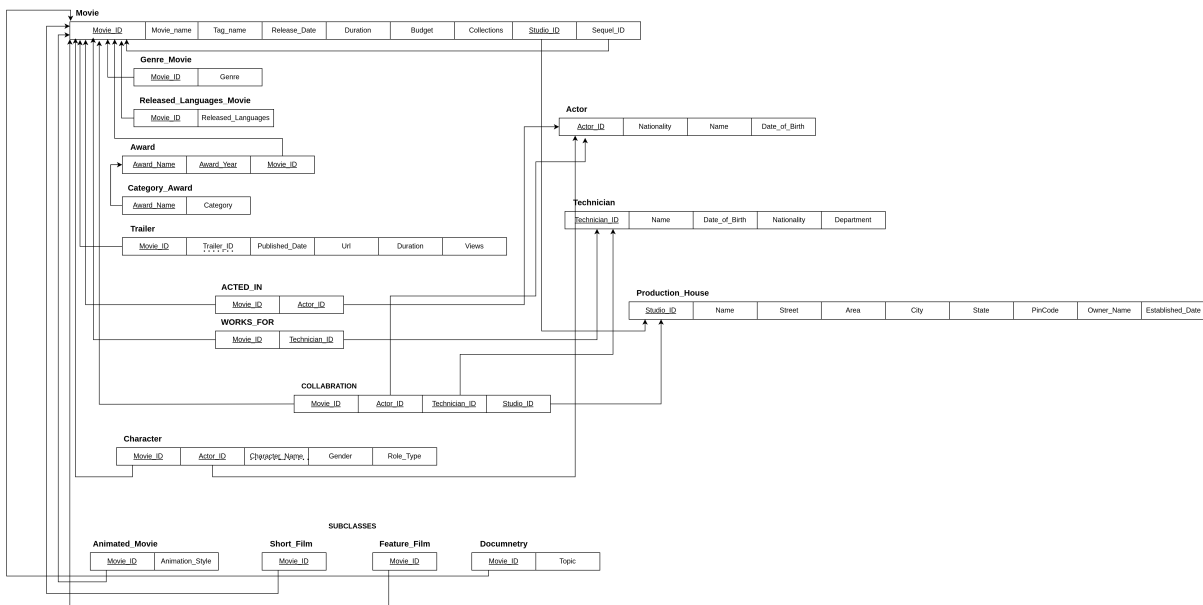 Movie
Movie_ID Movie_name Tag_name Release_Date Duration Budget Collections Studio_ID Sequel_ID
Genre_Movie
Movie_ID Genre
Released_Languages_Movie
Movie_ID Released_Languages
Actor
Actor_ID Nationality Name Date_of_Birth
Award
Award_Name Award_Year Movie_ID
Category_Award
Award_Name Category
Technician
Technician_ID Name Date_of_Birth Nationality Department
Trailer
Movie_ID Trailer_ID Published_Date Url Duration Views
ACTED_IN
Movie_ID Actor_ID
Production_House
Studio_ID Name Street Area City State PinCode Owner_Name Established_Date
WORKS_FOR
Movie_ID Technician_ID
COLLABRATION
Movie_ID Actor_ID Technician_ID Studio_ID
Character
Movie_ID Actor_ID Character_Name Gender Role_Type
SUBCLASSES
Animated_Movie Short_Film Feature_Film Documnetry
Movie_ID Animation_Style Movie_ID Movie_ID Movie_ID Topic